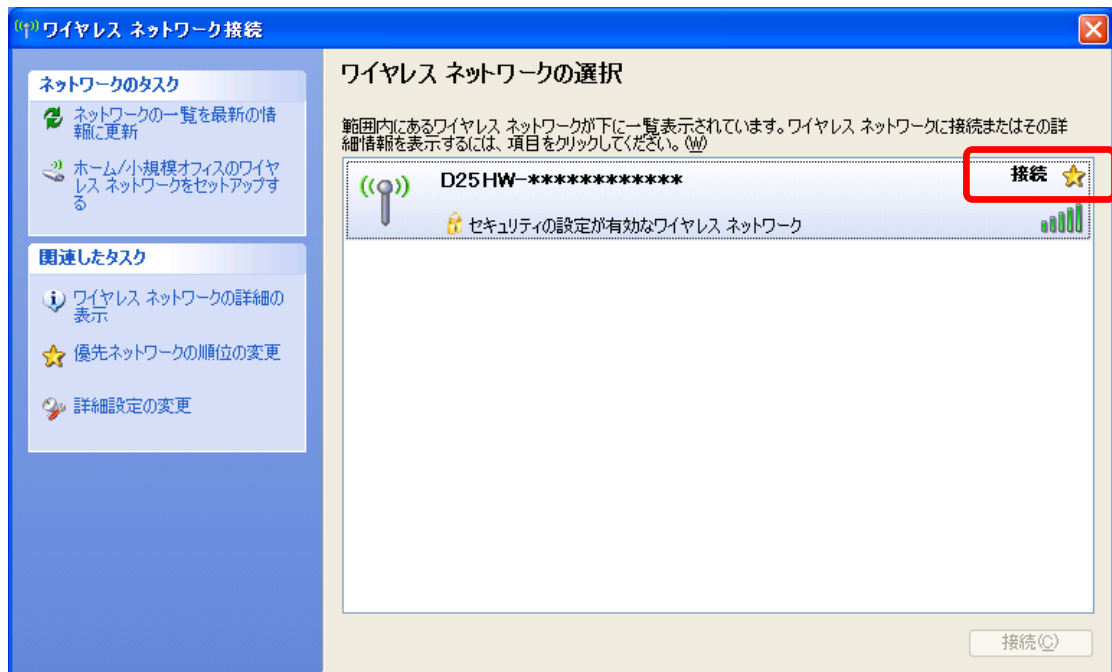 ワイヤレス ネットワーク接続
ネットワークのタスク
ネットワークの一覧を最新の情
報に更新
ホーム/小規模オフィスのワイヤ
レス ネットワークをセットアップす
る
関連したタスク
ワイヤレス ネットワークの詳細の
表示
優先ネットワークの順位の変更
詳細設定の変更
ワイヤレス ネットワークの選択
範囲内にあるワイヤレス ネットワークが下に一覧表示されています。ワイヤレス ネットワークに接続またはその詳
細情報を表示するには、項目をクリックしてください。(W)
D25HW-************
接続
セキュリティの設定が有効なワイヤレス ネットワーク
接続(C)